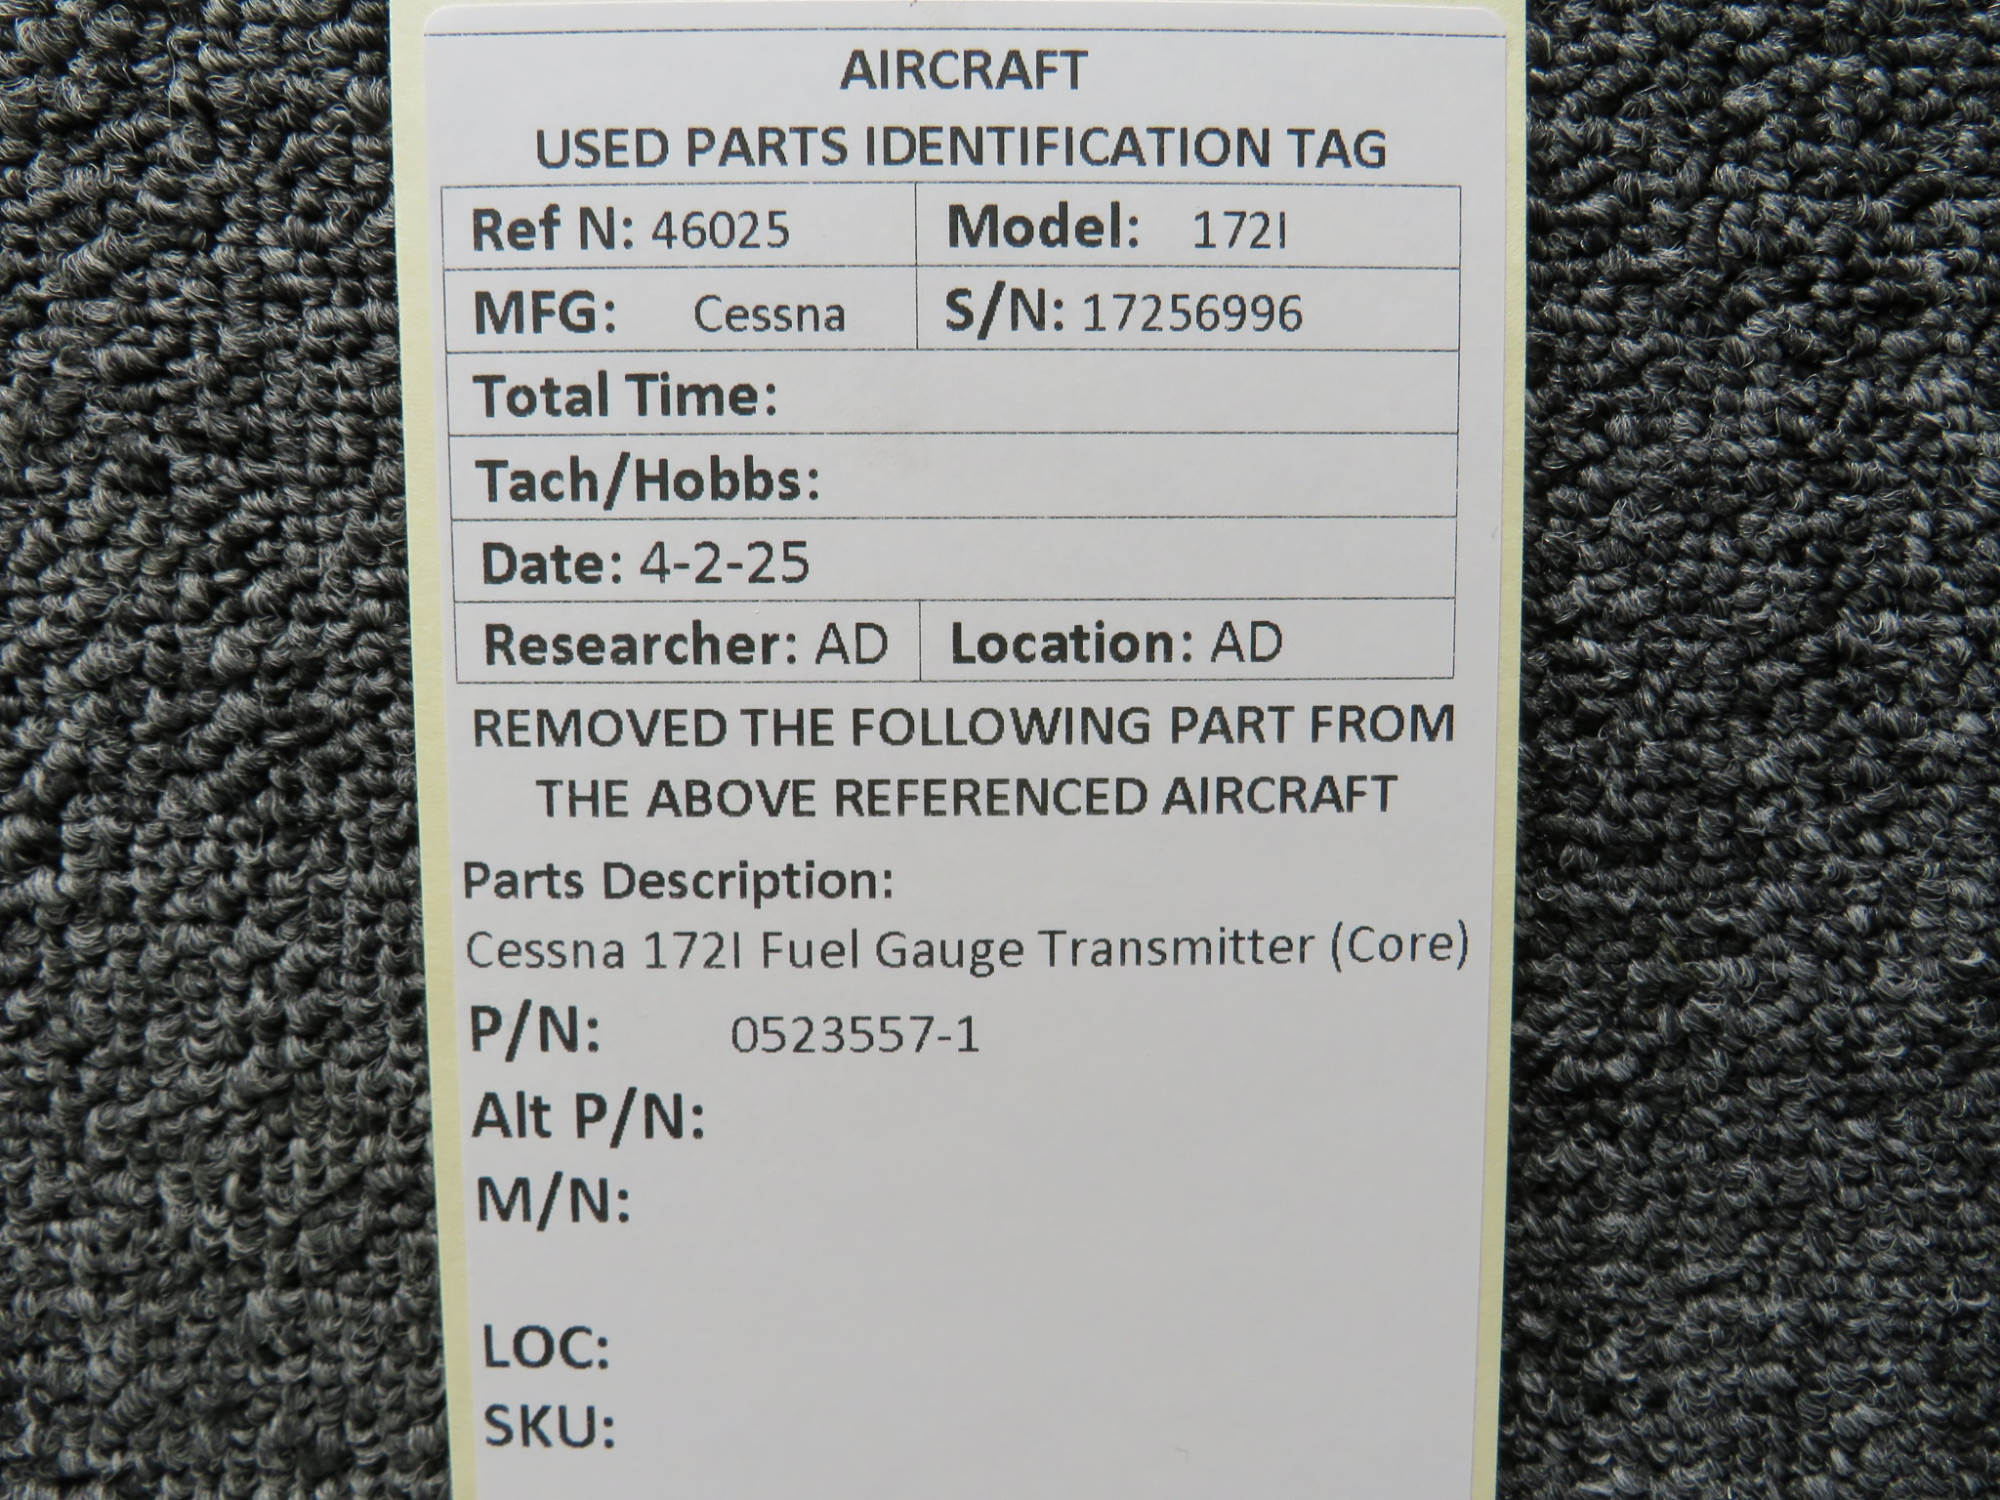 AIRCRAFT
USED PARTS IDENTIFICATION TAG
Ref N: 46025 Model: 172I
MFG: Cessna S/N: 17256996
Total Time:
Tach/Hobbs:
Date: 4-2-25
Researcher: AD Location: AD
REMOVED THE FOLLOWING PART FROM
THE ABOVE REFERENCED AIRCRAFT
Parts Description:
Cessna 172I Fuel Gauge Transmitter (Core)
P/N: 0523557-1
Alt P/N:
M/N:
LOC:
SKU: